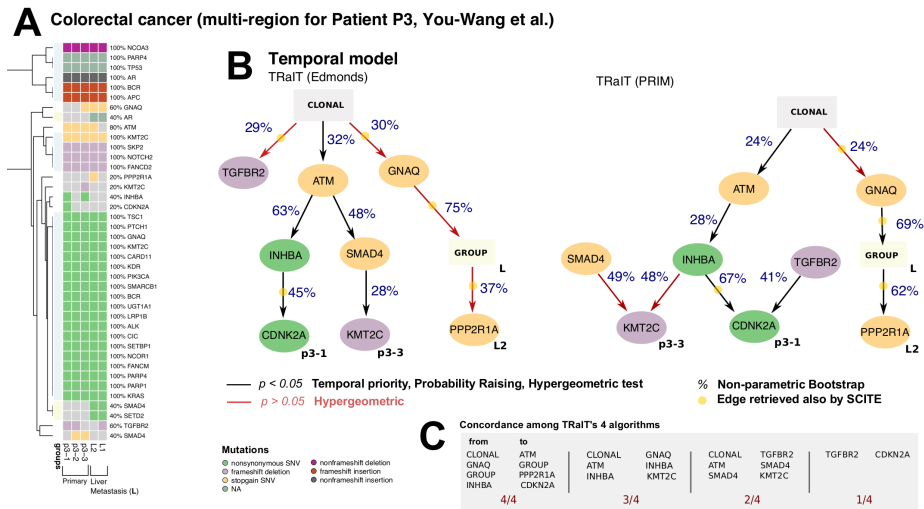 A Colorectal cancer (multi-region for Patient P3, You-Wang et al.)
100% NCOA3
100% PARP4
100% TP53
100% AR
100% BCR
100% APC
60% GNAQ
40% AR
80% ATM
100% KMT2C
100% SKP2
100% NOTCH2
100% FANCD2
20% PPP2R1A
20% KMT2C
40% INHBA
20% CDKN2A
100% TSC1
100% PTCH1
100% GNAQ
100% KMT2C
100% CARD11
100% KDR
100% PIK3CA
100% SMARCB1
100% BCR
100% UGT1A1
100% LRP1B
100% ALK
100% CIC
100% SETBP1
100% NCOR1
100% FANCM
100% PARP4
100% PARP1
100% KRAS
40% SMAD4
40% SETD2
60% TGFBR2
40% SMAD4
groups
p3-1
p3-2
p3-3
L2
L1
Primary
Liver
Metastasis (L)
B Temporal model
TRaIT (Edmonds)
CLONAL
29%
32%
30%
TGFBR2
ATM
GNAQ
63%
48%
75%
INHBA
SMAD4
GROUP
L
45%
28%
37%
CDNK2A
p3-1
KMT2C
p3-3
PPP2R1A
L2
TRaIT (PRIM)
CLONAL
24%
24%
ATM
GNAQ
28%
69%
SMAD4
INHBA
TGFBR2
GROUP
L
49%
48%
67%
41%
62%
KMT2C
p3-3
CDNK2A
p3-1
PPP2R1A
L2
p < 0.05 Temporal priority, Probability Raising, Hypergeometric test
p > 0.05 Hypergeometric
% Non-parametric Bootstrap
Edge retrieved also by SCITE
Mutations
nonsynonymous SNV
frameshift deletion
stopgain SNV
NA
nonframeshift deletion
frameshift insertion
nonframeshift insertion
C Concordance among TRaIT's 4 algorithms
from to
CLONAL ATM
GNAQ GROUP
GROUP PPP2R1A
INHBA CDKN2A
4/4
CLONAL GNAQ
ATM INHBA
INHBA KMT2C
3/4
CLONAL TGFBR2
ATM SMAD4
SMAD4 KMT2C
2/4
TGFBR2 CDKN2A
1/4